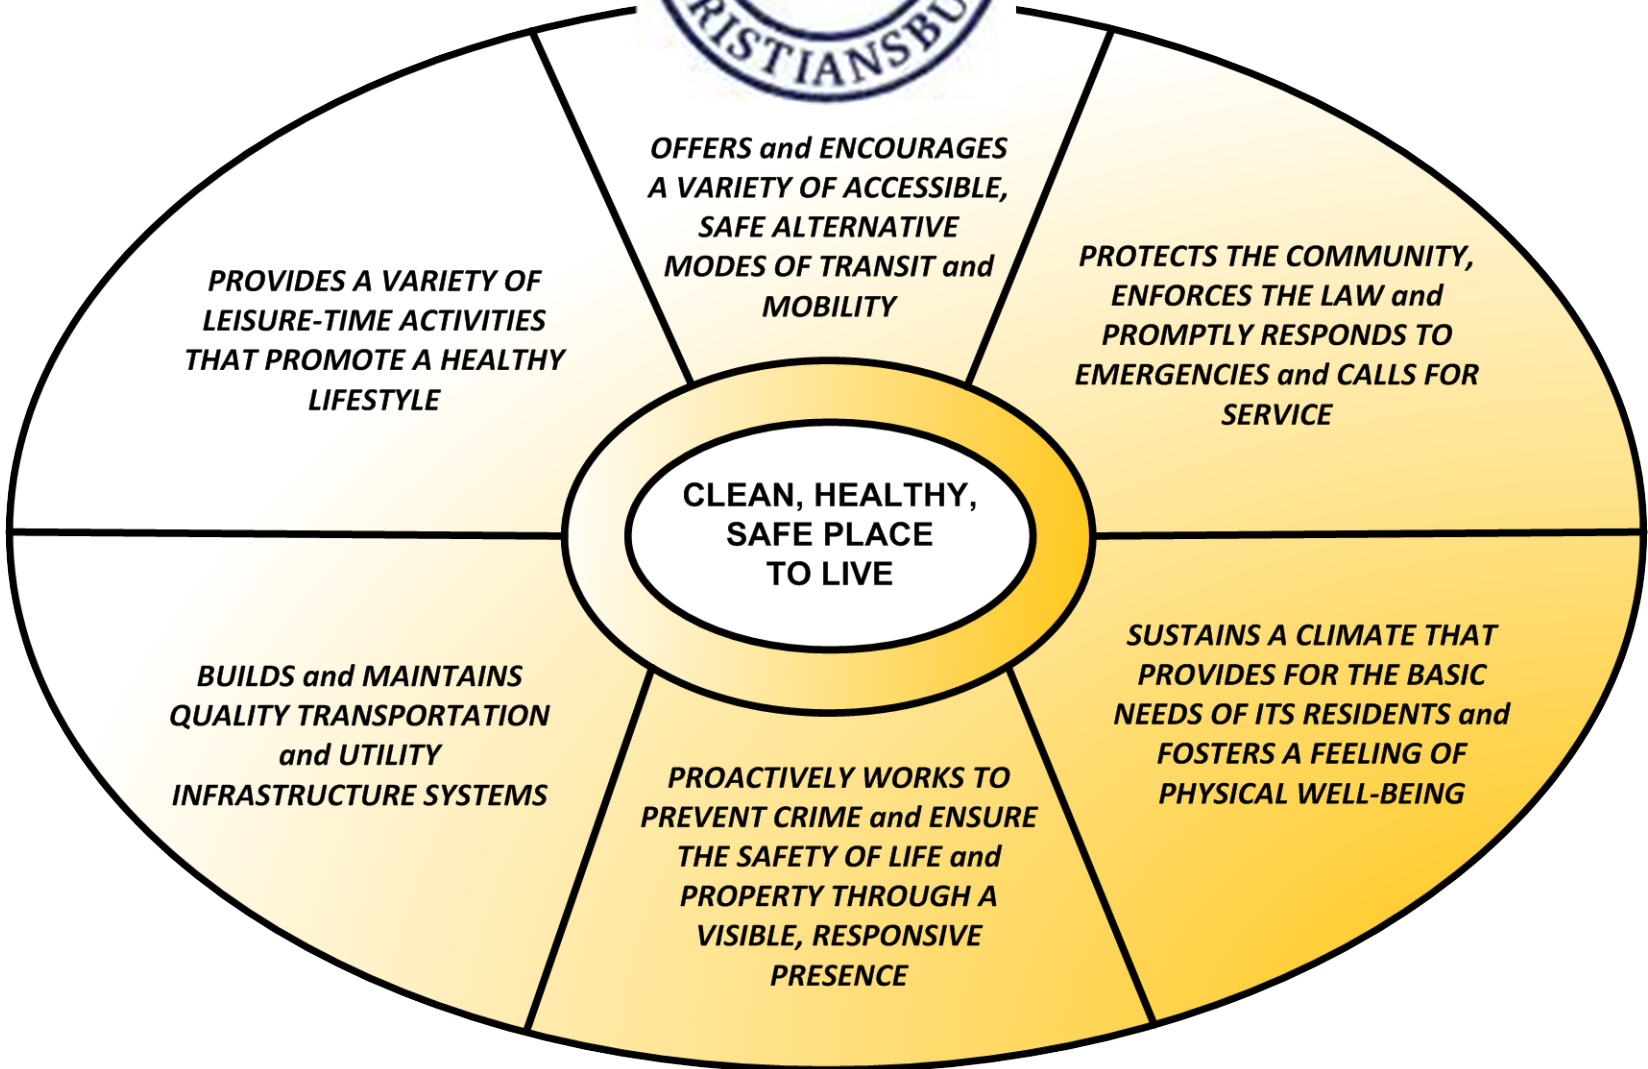 RISTIANSBU
OFFERS and ENCOURAGES
A VARIETY OF ACCESSIBLE,
SAFE ALTERNATIVE
MODES OF TRANSIT and
MOBILITY
PROTECTS THE COMMUNITY,
ENFORCES THE LAW and
PROMPTLY RESPONDS TO
EMERGENCIES and CALLS FOR
SERVICE
PROVIDES A VARIETY OF
LEISURE-TIME ACTIVITIES
THAT PROMOTE A HEALTHY
LIFESTYLE
CLEAN, HEALTHY,
SAFE PLACE
TO LIVE
SUSTAINS A CLIMATE THAT
PROVIDES FOR THE BASIC
NEEDS OF ITS RESIDENTS and
FOSTERS A FEELING OF
PHYSICAL WELL-BEING
BUILDS and MAINTAINS
QUALITY TRANSPORTATION
and UTILITY
INFRASTRUCTURE SYSTEMS
PROACTIVELY WORKS TO
PREVENT CRIME and ENSURE
THE SAFETY OF LIFE and
PROPERTY THROUGH A
VISIBLE, RESPONSIVE
PRESENCE